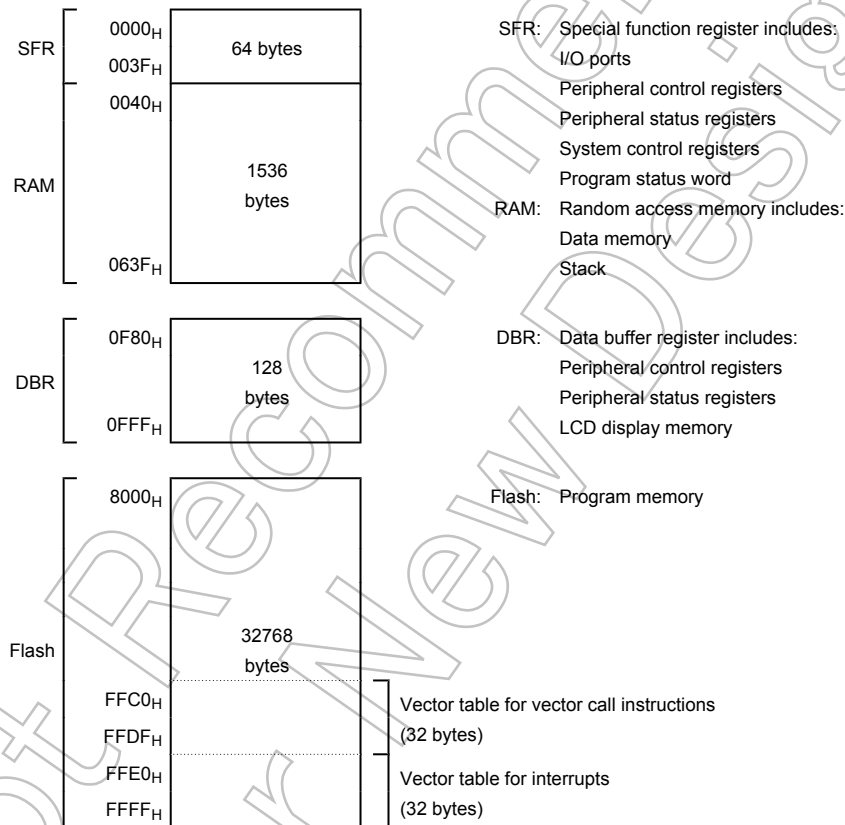 SFR
0000H
003FH
64 bytes
SFR: Special function register includes:
I/O ports
Peripheral control registers
Peripheral status registers
System control registers
Program status word
RAM
0040H
063FH
1536
bytes
RAM: Random access memory includes:
Data memory
Stack
DBR
0F80H
0FFFH
128
bytes
DBR: Data buffer register includes:
Peripheral control registers
Peripheral status registers
LCD display memory
Flash
8000H
32768
bytes
Flash: Program memory
FFC0H
FFDFH
Vector table for vector call instructions
(32 bytes)
FFE0H
FFFFH
Vector table for interrupts
(32 bytes)
Not Recommen
r New Desig